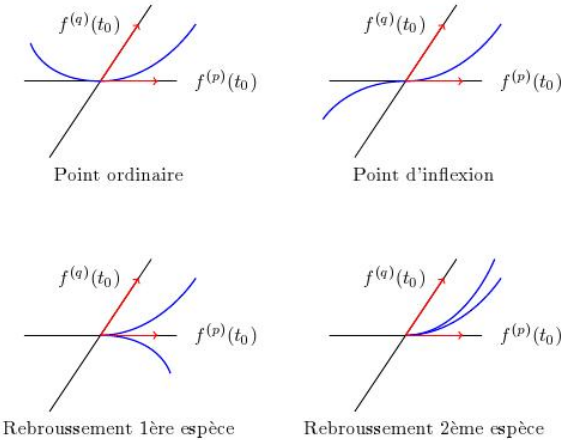 f^{(q)}(t_0) f^{(q)}(t_0)
f^{(p)}(t_0) f^{(p)}(t_0)
Point ordinaire Point d'inflexion
f^{(q)}(t_0) f^{(q)}(t_0)
f^{(p)}(t_0) f^{(p)}(t_0)
Rebroussement 1ère espèce Rebroussement 2ème espèce